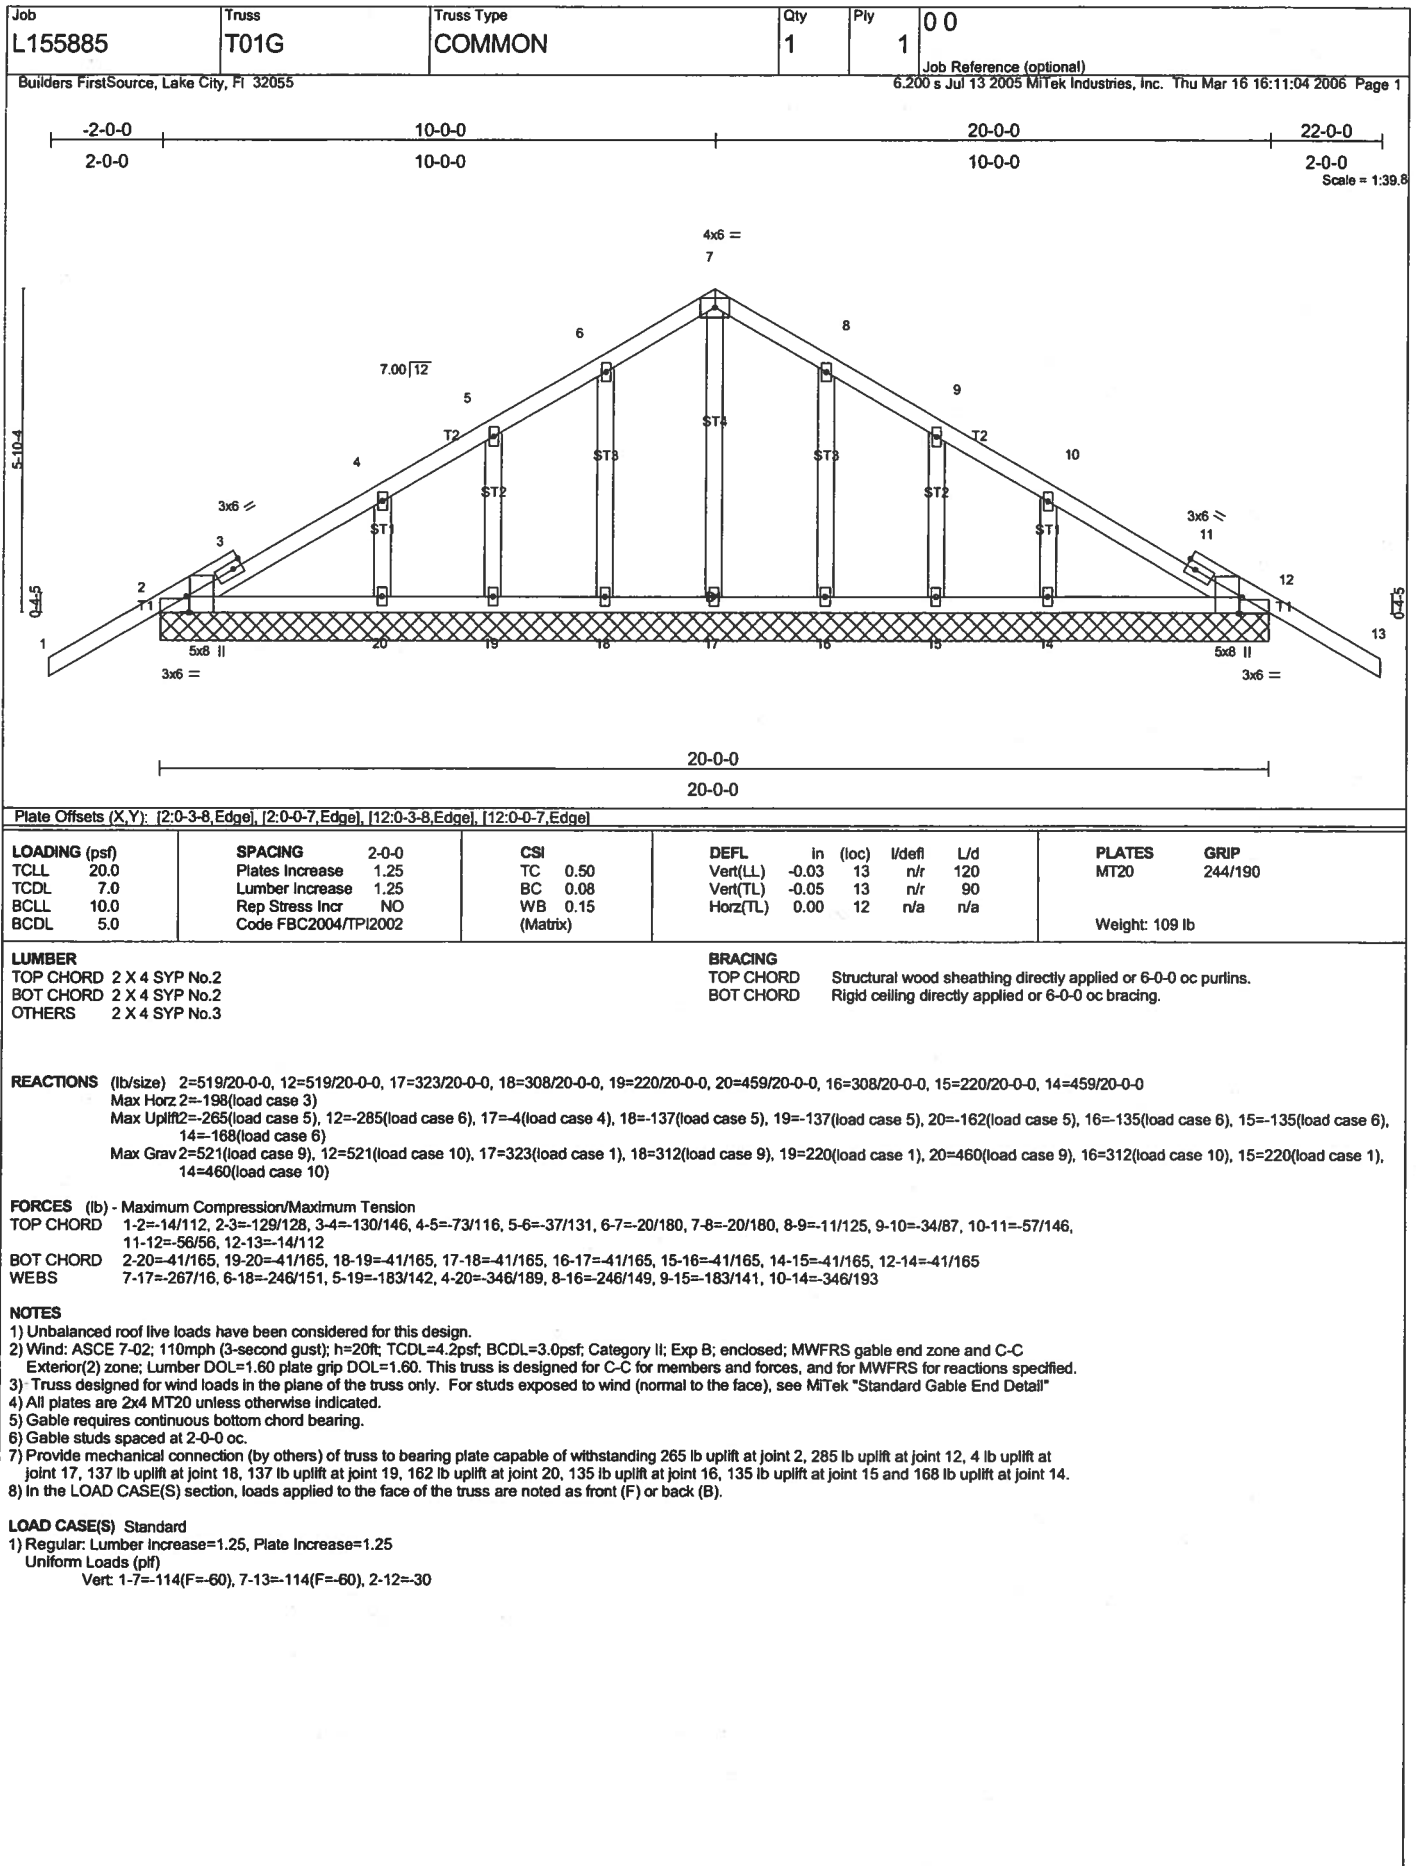 Job Truss Truss Type Qty Ply 0 0
L155885 T01G COMMON 1 1
Job Reference (optional)
Builders FirstSource, Lake City, Fl 32055 6.200 s Jul 13 2005 MiTek Industries, Inc. Thu Mar 16 16:11:04 2006 Page 1
-2-0-0 10-0-0 20-0-0 22-0-0
2-0-0 10-0-0 10-0-0 2-0-0
Scale = 1:39.8
4x6 =
7
6 8
7.00 12
5 9
T2 ST4 T2
5-10-4
4 ST3 ST3 10
ST2 ST2
3x6 3x6
ST1 ST1
3 11
2 12
0-4-5 T1 T1 0-4-5
1 13
20 19 18 17 16 15 14
5x8 || 5x8 ||
3x6 = 3x6 =
20-0-0
20-0-0
Plate Offsets (X,Y): [2:0-3-8,Edge], [2:0-0-7,Edge], [12:0-3-8,Edge], [12:0-0-7,Edge]
LOADING (psf) SPACING 2-0-0 CSI DEFL in (loc) l/defl L/d PLATES GRIP
TCLL 20.0 Plates Increase 1.25 TC 0.50 Vert(LL) -0.03 13 n/r 120 MT20 244/190
TCDL 7.0 Lumber Increase 1.25 BC 0.08 Vert(TL) -0.05 13 n/r 90
BCLL 10.0 Rep Stress Incr NO WB 0.15 Horz(TL) 0.00 12 n/a n/a
BCDL 5.0 Code FBC2004/TPI2002 (Matrix) Weight: 109 lb
LUMBER BRACING
TOP CHORD 2 X 4 SYP No.2 TOP CHORD Structural wood sheathing directly applied or 6-0-0 oc purlins.
BOT CHORD 2 X 4 SYP No.2 BOT CHORD Rigid ceiling directly applied or 6-0-0 oc bracing.
OTHERS 2 X 4 SYP No.3
REACTIONS (lb/size) 2=519/20-0-0, 12=519/20-0-0, 17=323/20-0-0, 18=308/20-0-0, 19=220/20-0-0, 20=459/20-0-0, 16=308/20-0-0, 15=220/20-0-0, 14=459/20-0-0
Max Horz 2=-198(load case 3)
Max Uplift2=-265(load case 5), 12=-285(load case 6), 17=-4(load case 4), 18=-137(load case 5), 19=-137(load case 5), 20=-162(load case 5), 16=-135(load case 6), 15=-135(load case 6),
14=-168(load case 6)
Max Grav2=521(load case 9), 12=521(load case 10), 17=323(load case 1), 18=312(load case 9), 19=220(load case 1), 20=460(load case 9), 16=312(load case 10), 15=220(load case 1),
14=460(load case 10)
FORCES (lb) - Maximum Compression/Maximum Tension
TOP CHORD 1-2=-14/112, 2-3=-129/128, 3-4=-130/146, 4-5=-73/116, 5-6=-37/131, 6-7=-20/180, 7-8=-20/180, 8-9=-11/125, 9-10=-34/87, 10-11=-57/146,
11-12=-56/56, 12-13=-14/112
BOT CHORD 2-20=-41/165, 19-20=-41/165, 18-19=-41/165, 17-18=-41/165, 16-17=-41/165, 15-16=-41/165, 14-15=-41/165, 12-14=-41/165
WEBS 7-17=-267/16, 6-18=-246/151, 5-19=-183/142, 4-20=-346/189, 8-16=-246/149, 9-15=-183/141, 10-14=-346/193
NOTES
1) Unbalanced roof live loads have been considered for this design.
2) Wind: ASCE 7-02; 110mph (3-second gust); h=20ft; TCDL=4.2psf; BCDL=3.0psf; Category II; Exp B; enclosed; MWFRS gable end zone and C-C
Exterior(2) zone; Lumber DOL=1.60 plate grip DOL=1.60. This truss is designed for C-C for members and forces, and for MWFRS for reactions specified.
3) Truss designed for wind loads in the plane of the truss only. For studs exposed to wind (normal to the face), see MiTek "Standard Gable End Detail"
4) All plates are 2x4 MT20 unless otherwise indicated.
5) Gable requires continuous bottom chord bearing.
6) Gable studs spaced at 2-0-0 oc.
7) Provide mechanical connection (by others) of truss to bearing plate capable of withstanding 265 lb uplift at joint 2, 285 lb uplift at joint 12, 4 lb uplift at
joint 17, 137 lb uplift at joint 18, 137 lb uplift at joint 19, 162 lb uplift at joint 20, 135 lb uplift at joint 16, 135 lb uplift at joint 15 and 168 lb uplift at joint 14.
8) In the LOAD CASE(S) section, loads applied to the face of the truss are noted as front (F) or back (B).
LOAD CASE(S) Standard
1) Regular: Lumber Increase=1.25, Plate Increase=1.25
Uniform Loads (plf)
Vert: 1-7=-114(F=-60), 7-13=-114(F=-60), 2-12=-30